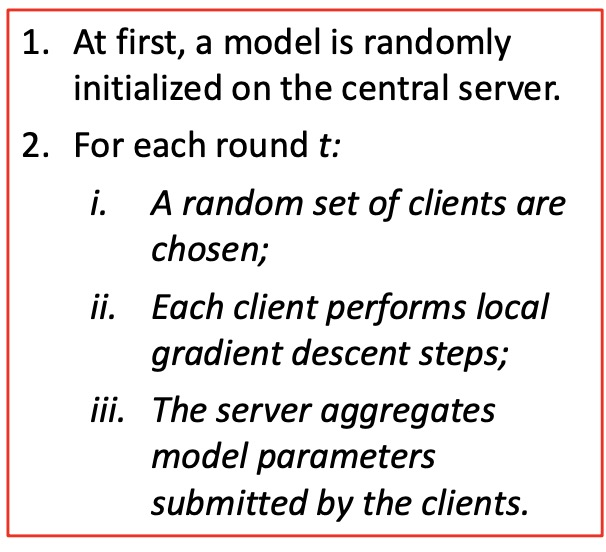 1. At first, a model is randomly
initialized on the central server.
2. For each round t:
i. A random set of clients are
chosen;
ii. Each client performs local
gradient descent steps;
iii. The server aggregates
model parameters
submitted by the clients.